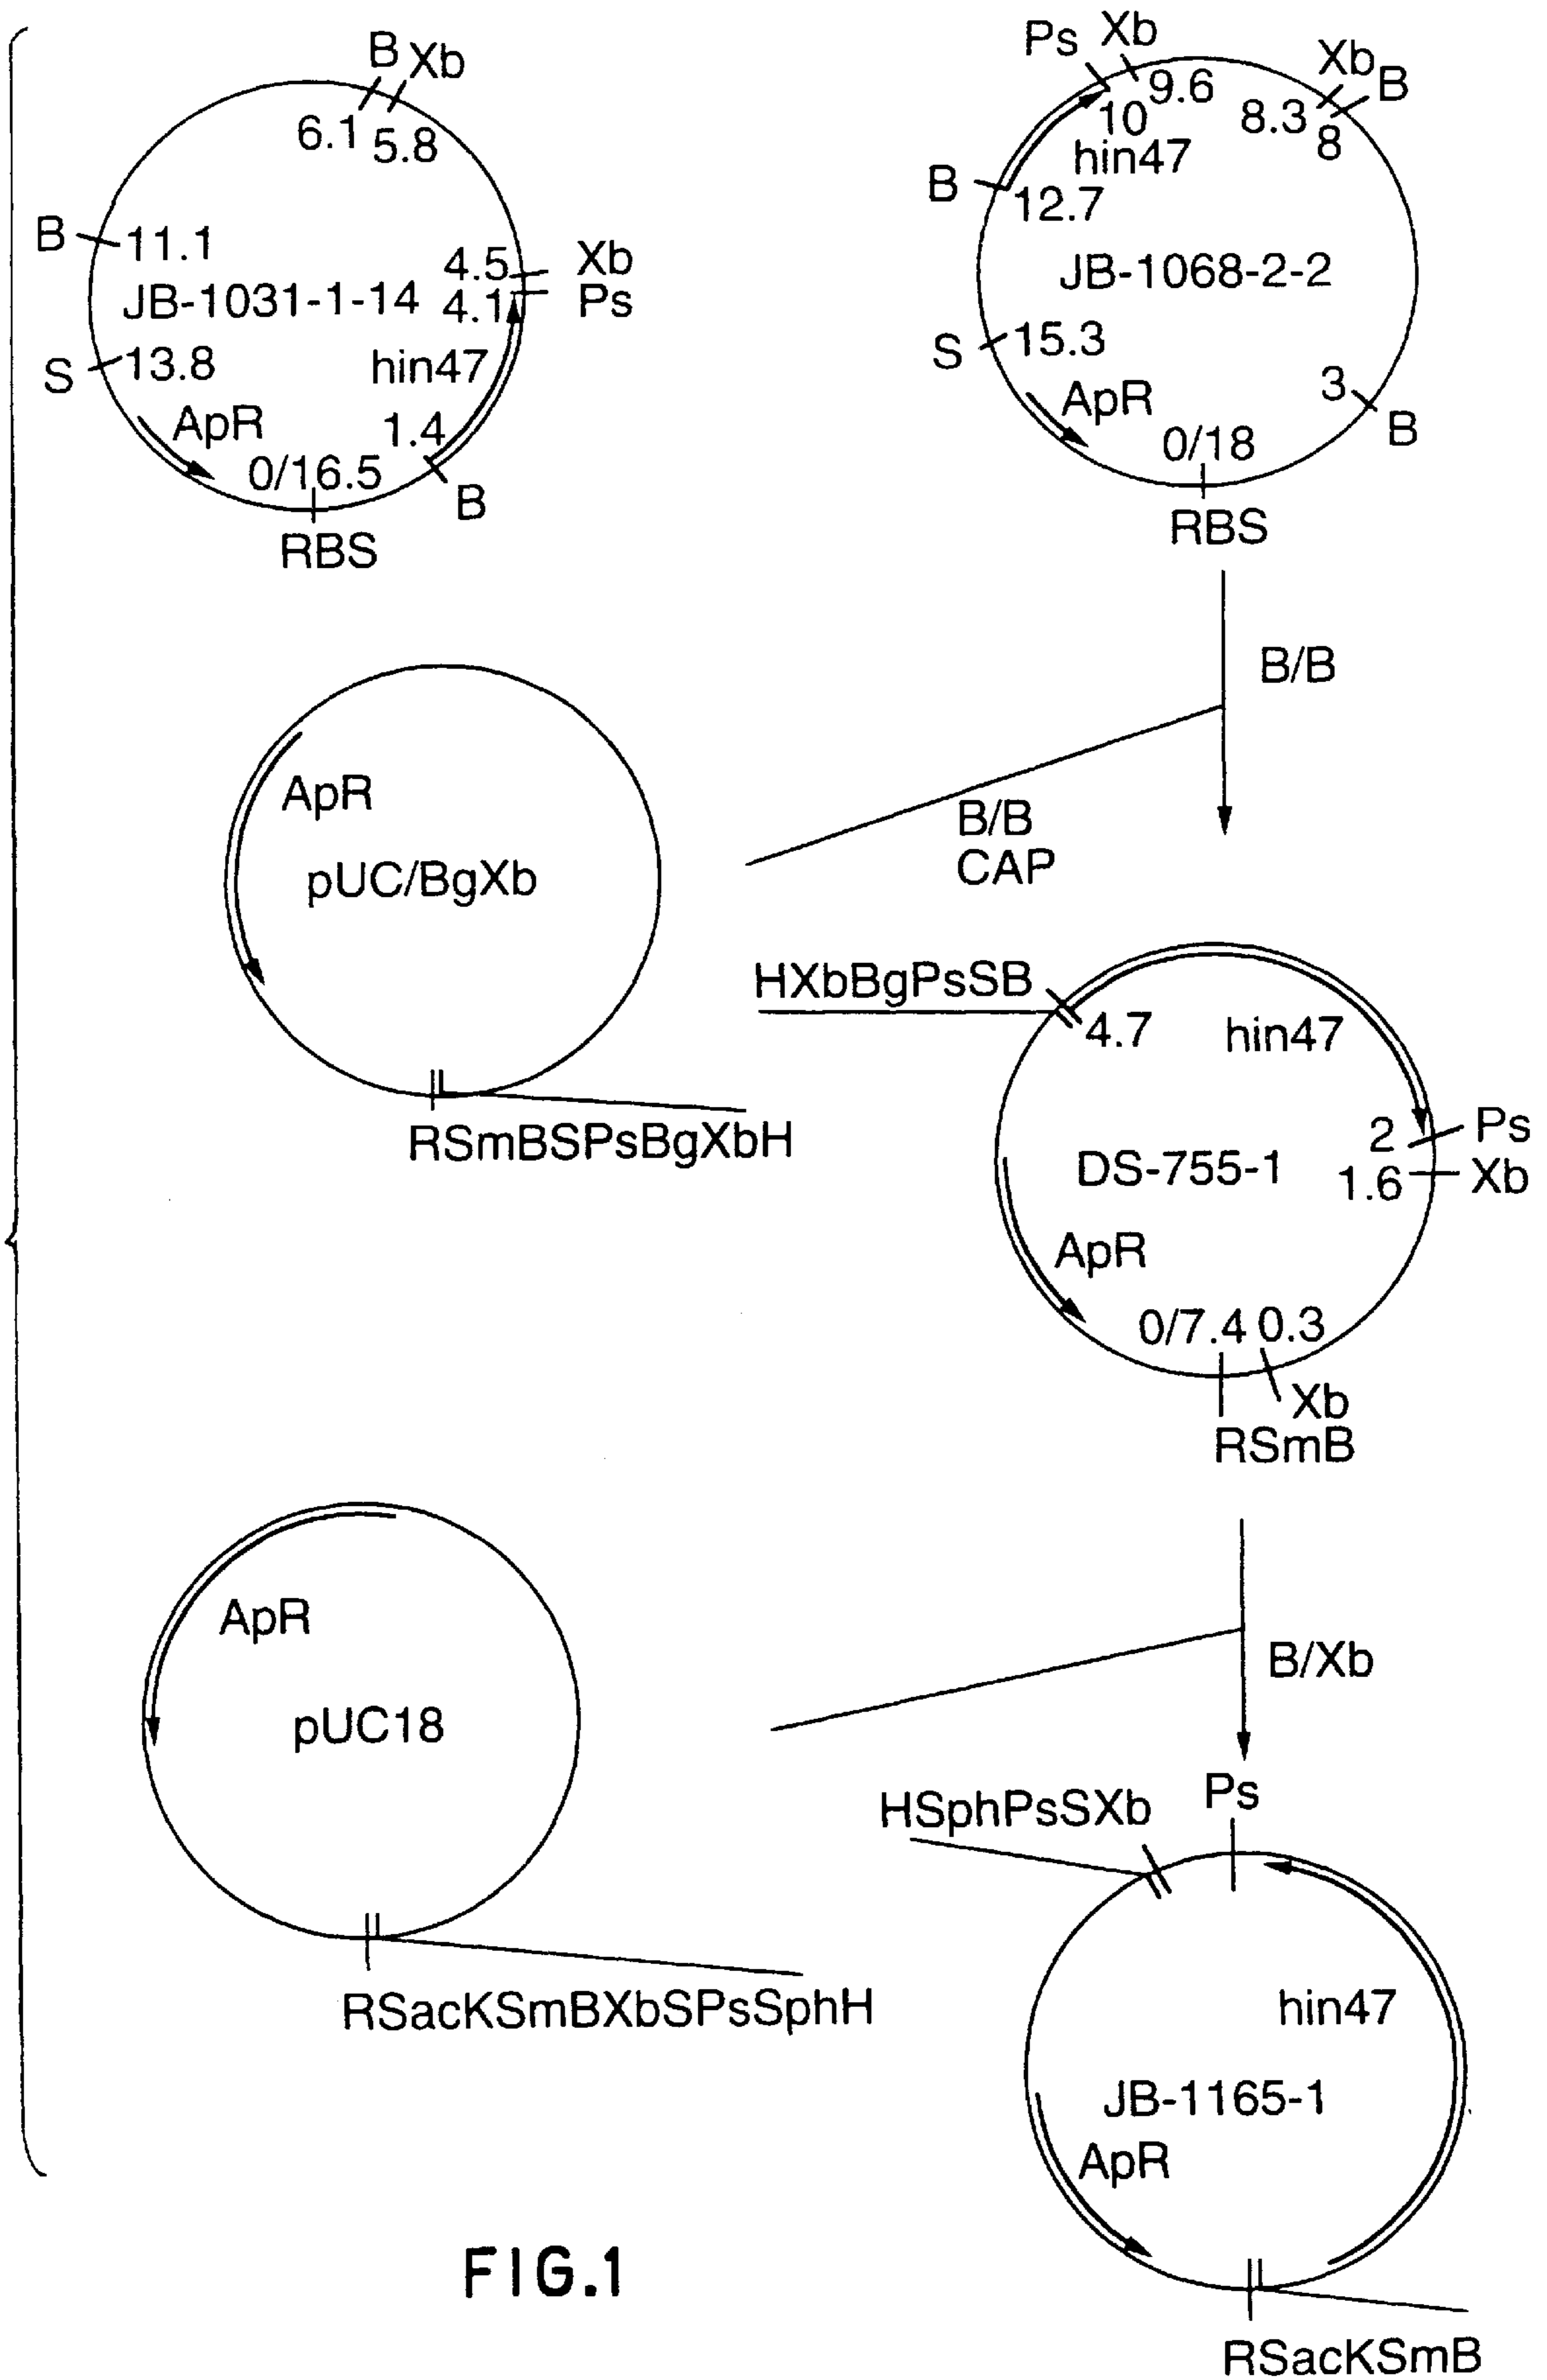 B Xb
6.1 5.8
B 11.1
4.5 Xb
JB-1031-1-14 4.1 Ps
S 13.8
hin47
ApR
1.4
0/16.5
B
RBS
Ps Xb
9.6
10
Xb B
8.3 8
hin47
B 12.7
JB-1068-2-2
S 15.3
ApR
3 B
0/18
RBS
B/B
B/B
CAP
ApR
pUC/BgXb
RSmBSPsBgXbH
HXbBgPsSB
4.7 hin47
2 Ps
DS-755-1 1.6 Xb
ApR
0/7.4 0.3
Xb
RSmB
B/Xb
ApR
pUC18
RSacKSmBXbSPsSphH
HSphPsSXb
Ps
hin47
JB-1165-1
ApR
RSacKSmB
FIG.1